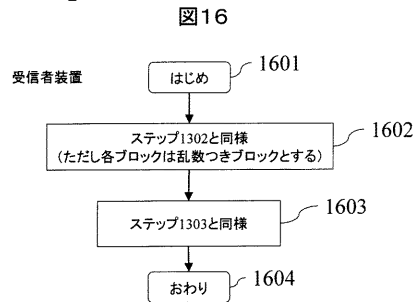 図16
受信者装置
はじめ
1601
ステップ1302と同様
(ただし各ブロックは乱数つきブロックとする)
1602
ステップ1303と同様
1603
おわり
1604